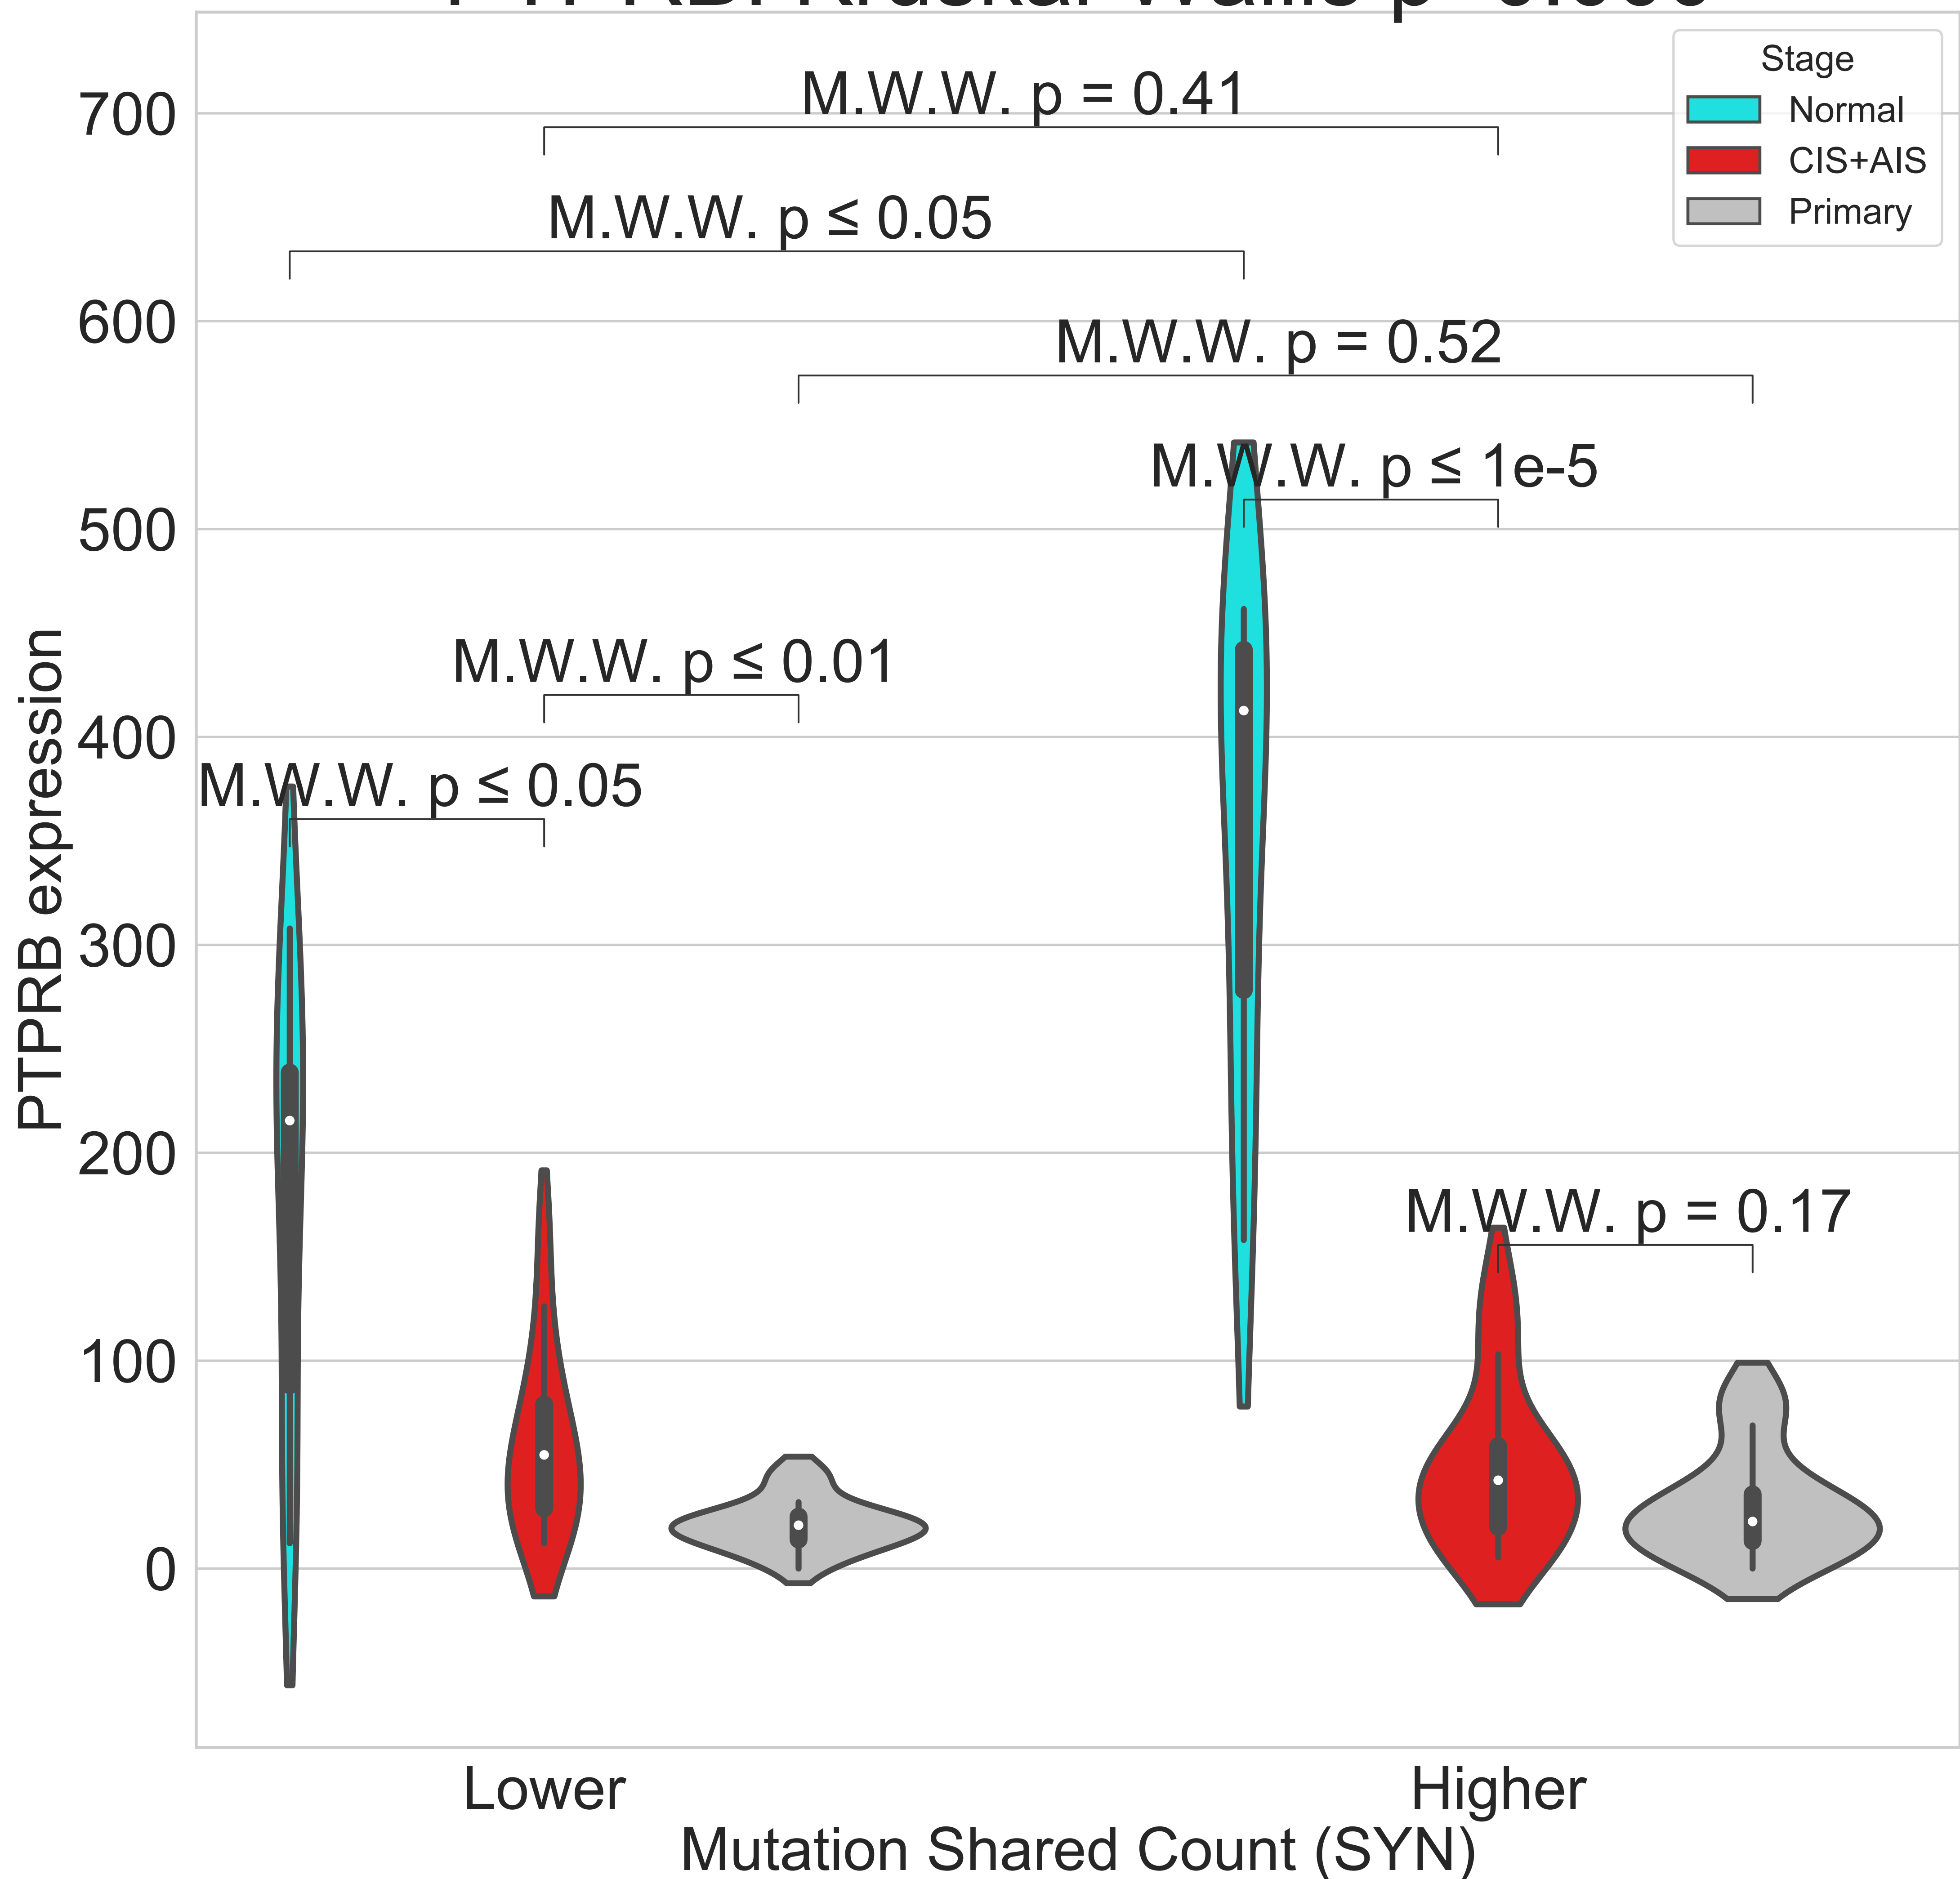 Stage
Normal
CIS+AIS
Primary
M.W.W. p = 0.41
M.W.W. p ≤ 0.05
M.W.W. p = 0.52
M.W.W. p ≤ 1e-5
M.W.W. p ≤ 0.01
M.W.W. p ≤ 0.05
M.W.W. p = 0.17
PTPRB expression
700
600
500
400
300
200
100
0
Lower
Higher
Mutation Shared Count (SYN)